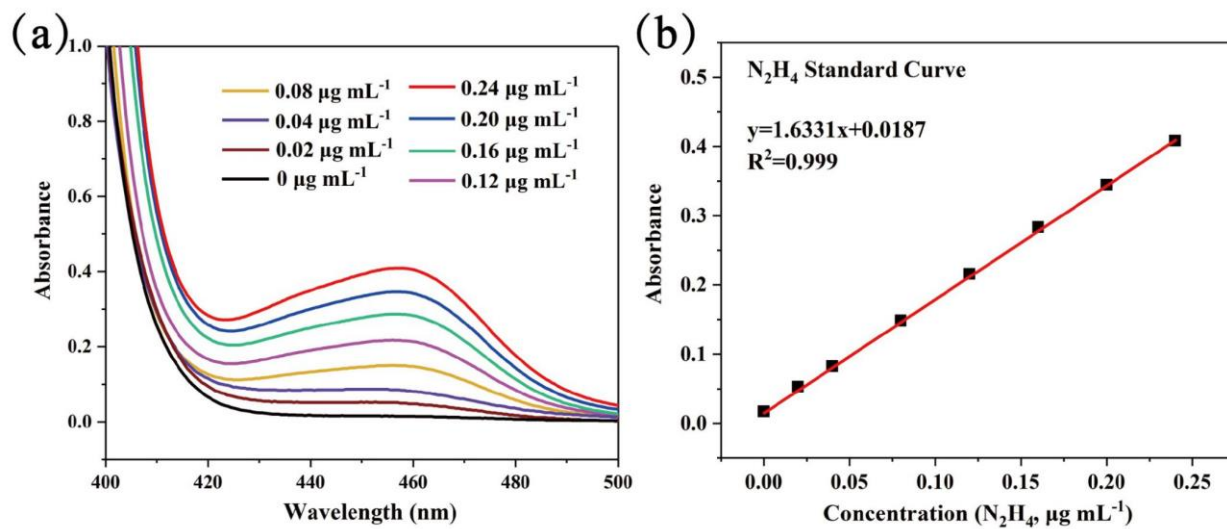 (a)
1.0
0.8
0.6
0.4
0.2
0.0
Absorbance
0.08 μg mL⁻¹
0.04 μg mL⁻¹
0.02 μg mL⁻¹
0 μg mL⁻¹
0.24 μg mL⁻¹
0.20 μg mL⁻¹
0.16 μg mL⁻¹
0.12 μg mL⁻¹
400 420 440 460 480 500
Wavelength (nm)
(b)
0.5
0.4
0.3
0.2
0.1
0.0
Absorbance
N₂H₄ Standard Curve
y=1.6331x+0.0187
R²=0.999
0.00 0.05 0.10 0.15 0.20 0.25
Concentration (N₂H₄, μg mL⁻¹)